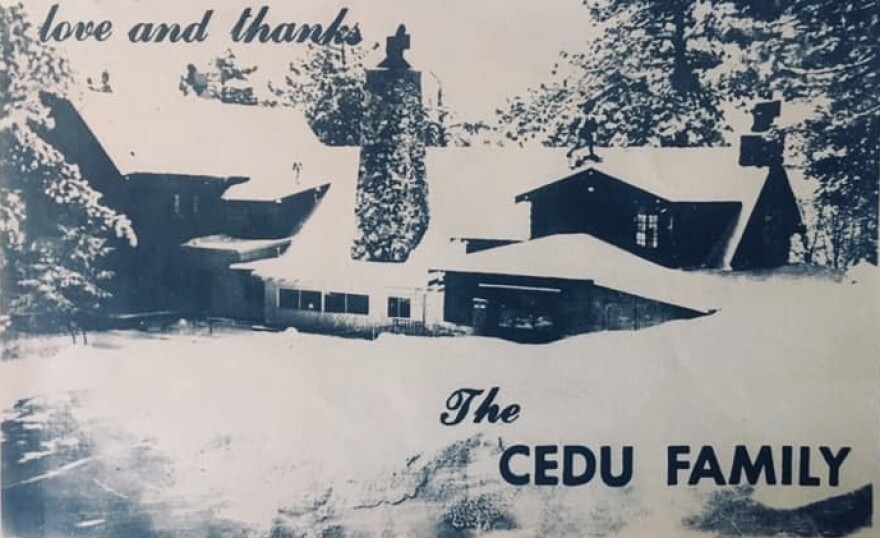 love and thanks
The
CEDU FAMILY